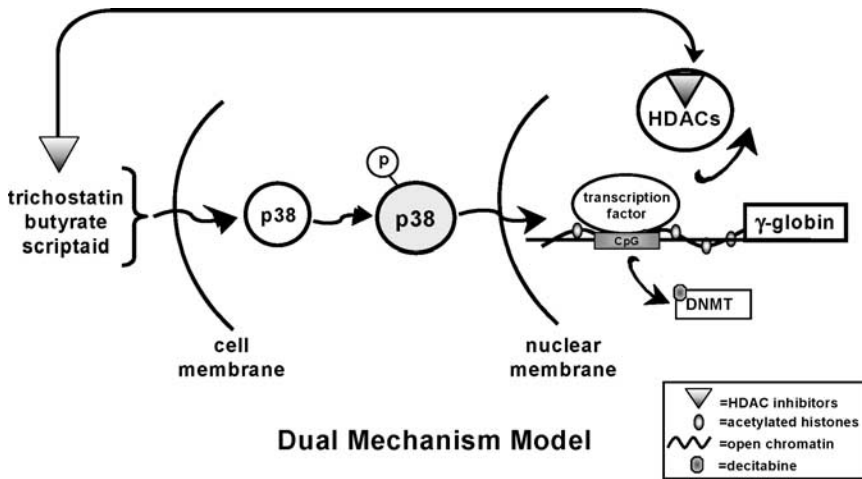 HDACs
trichostatin
butyrate
scriptaid
p38
p
p38
transcription
factor
CpG
γ-globin
DNMT
cell
membrane
nuclear
membrane
=HDAC inhibitors
=acetylated histones
=open chromatin
=decitabine
Dual Mechanism Model